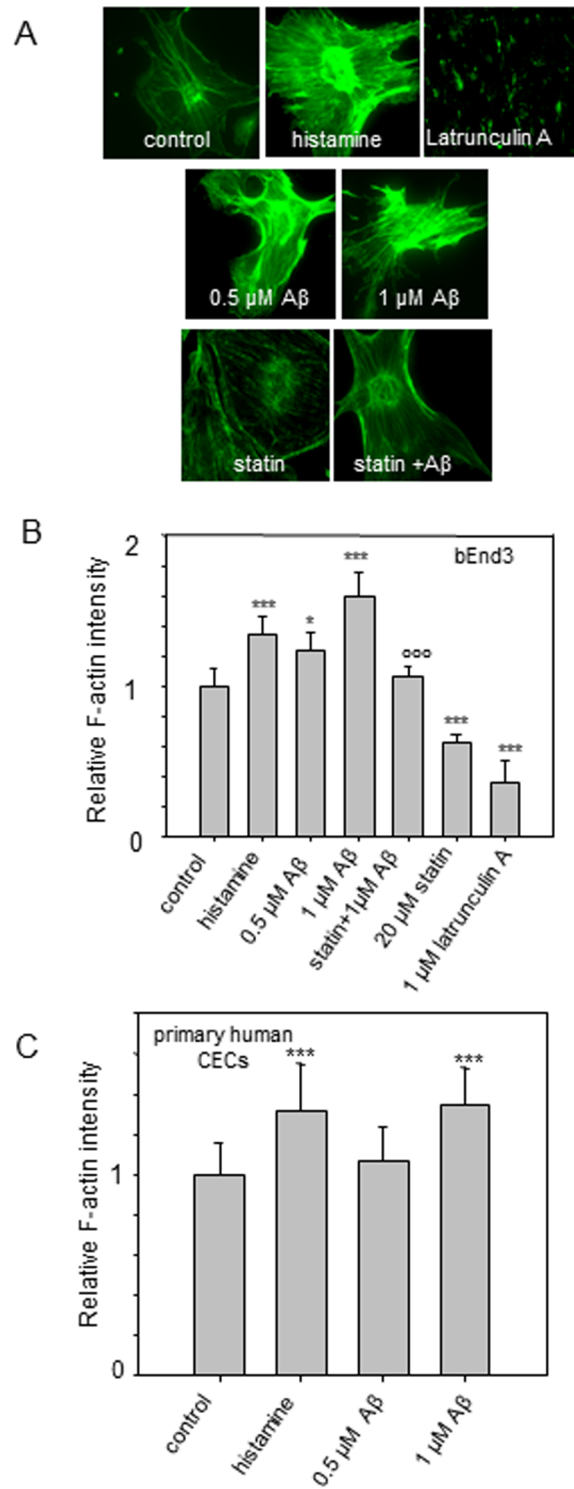 A
control
histamine
Latrunculin A
0.5 µM Aβ
1 µM Aβ
statin
statin +Aβ
B
Relative F-actin intensity
2
1
0
bEnd3
***
*
***
ooo
***
***
control
histamine
0.5 µM Aβ
1 µM Aβ
statin+1µM Aβ
20 µM statin
1 µM latrunculin A
C
Relative F-actin intensity
1
0
primary human
CECs
***
***
control
histamine
0.5 µM Aβ
1 µM Aβ